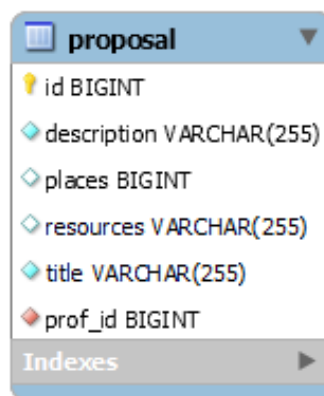 proposal
id BIGINT
description VARCHAR(255)
places BIGINT
resources VARCHAR(255)
title VARCHAR(255)
prof_id BIGINT
Indexes